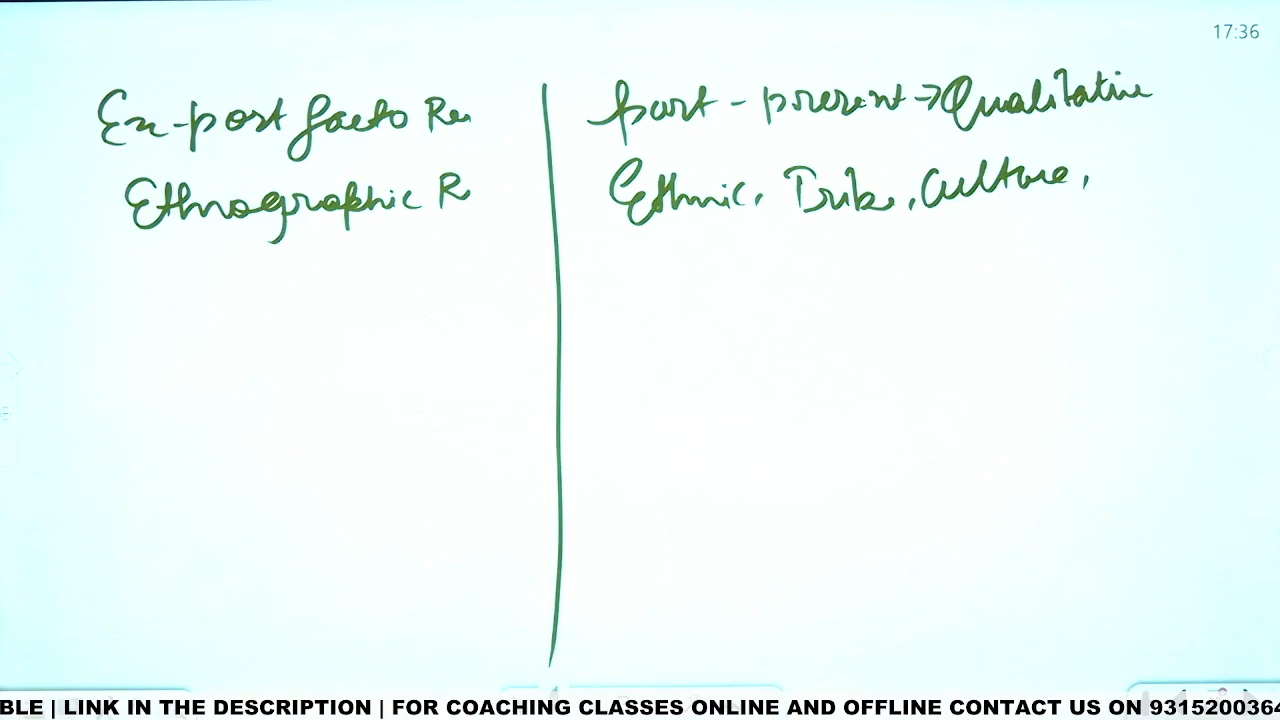 17:36
Ex-post facto Res
past - present → Qualitative
Ethnographic R
Ethnic, Tribe, Culture,
BLE | LINK IN THE DESCRIPTION | FOR COACHING CLASSES ONLINE AND OFFLINE CONTACT US ON 9315200364